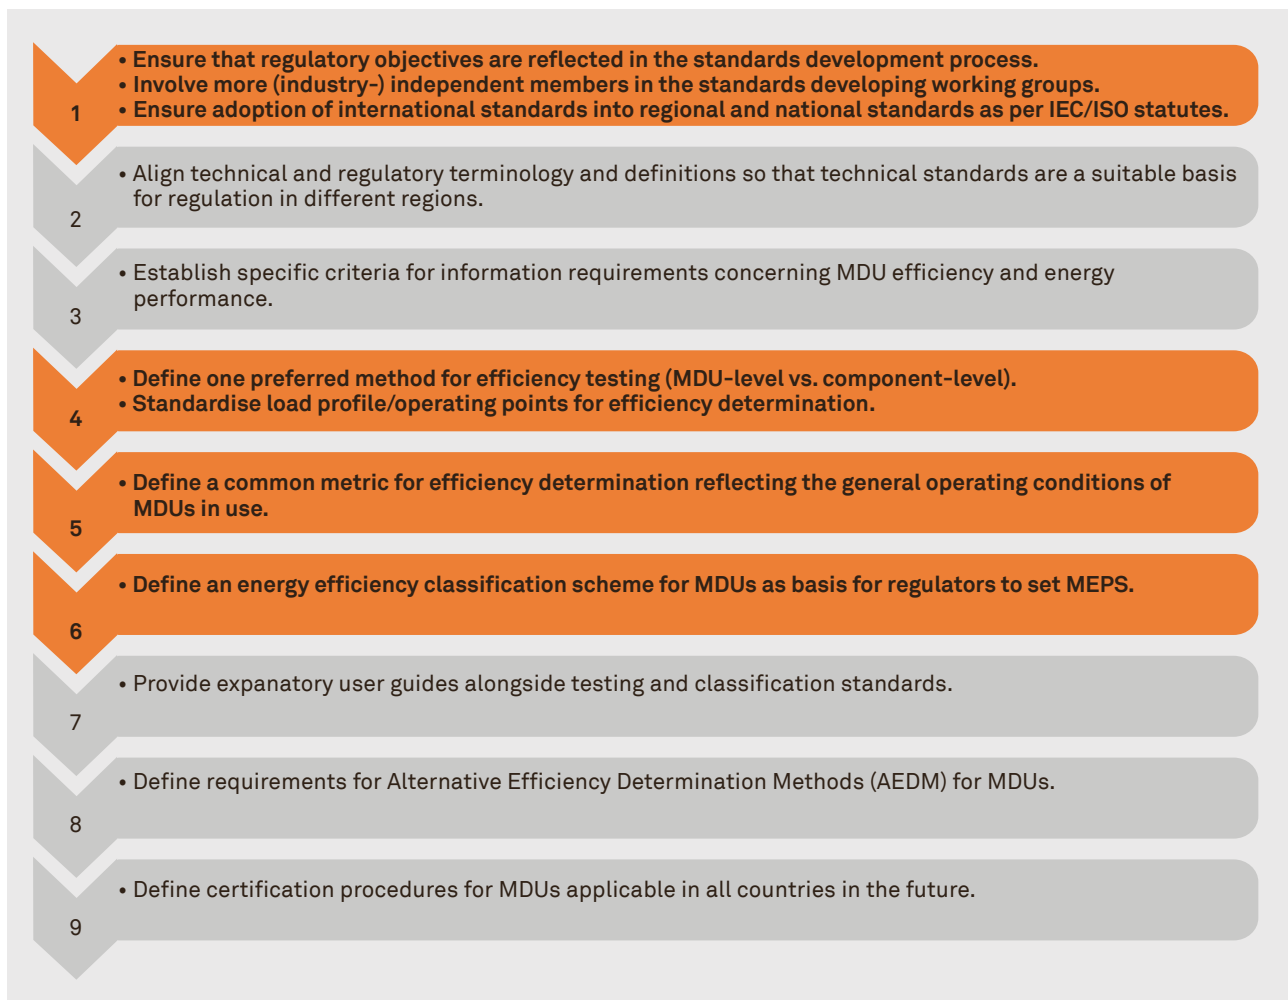 • Ensure that regulatory objectives are reflected in the standards development process.
• Involve more (industry-) independent members in the standards developing working groups.
1
• Ensure adoption of international standards into regional and national standards as per IEC/ISO statutes.
• Align technical and regulatory terminology and definitions so that technical standards are a suitable basis
for regulation in different regions.
2
• Establish specific criteria for information requirements concerning MDU efficiency and energy
performance.
3
• Define one preferred method for efficiency testing (MDU-level vs. component-level).
• Standardise load profile/operating points for efficiency determination.
4
• Define a common metric for efficiency determination reflecting the general operating conditions of
MDUs in use.
5
• Define an energy efficiency classification scheme for MDUs as basis for regulators to set MEPS.
6
• Provide expanatory user guides alongside testing and classification standards.
7
• Define requirements for Alternative Efficiency Determination Methods (AEDM) for MDUs.
8
• Define certification procedures for MDUs applicable in all countries in the future.
9